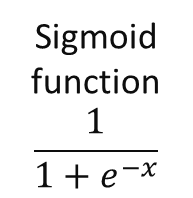 Sigmoid
function
1
1 + e^{-x}